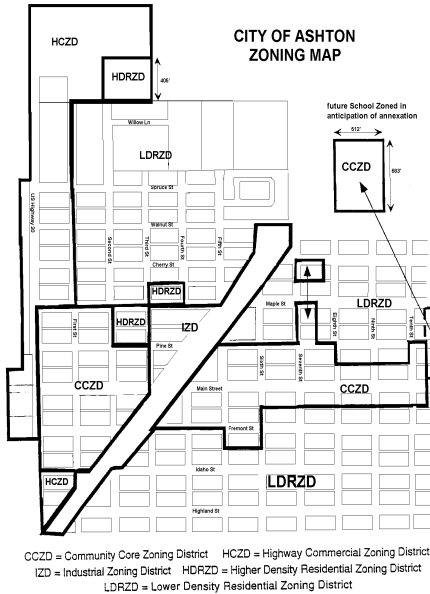 CITY OF ASHTON
ZONING MAP
HCZD
HDRZD
405'
future School Zoned in
anticipation of annexation
512'
CCZD
683'
Willow Ln
LDRZD
Spruce St
US Highway 20
Walnut St
Second St
Third St
Fourth St
Fifth St
Cherry St
HDRZD
Maple St
LDRZD
First St
HDRZD
IZD
Eighth St
Ninth St
Tenth St
Pine St
Sixth St
Seventh St
CCZD
Main Street
CCZD
Fremont St
Idaho St
HCZD
LDRZD
Highland St
CCZD = Community Core Zoning District HCZD = Highway Commercial Zoning District
IZD = Industrial Zoning District HDRZD = Higher Density Residential Zoning District
LDRZD = Lower Density Residential Zoning District